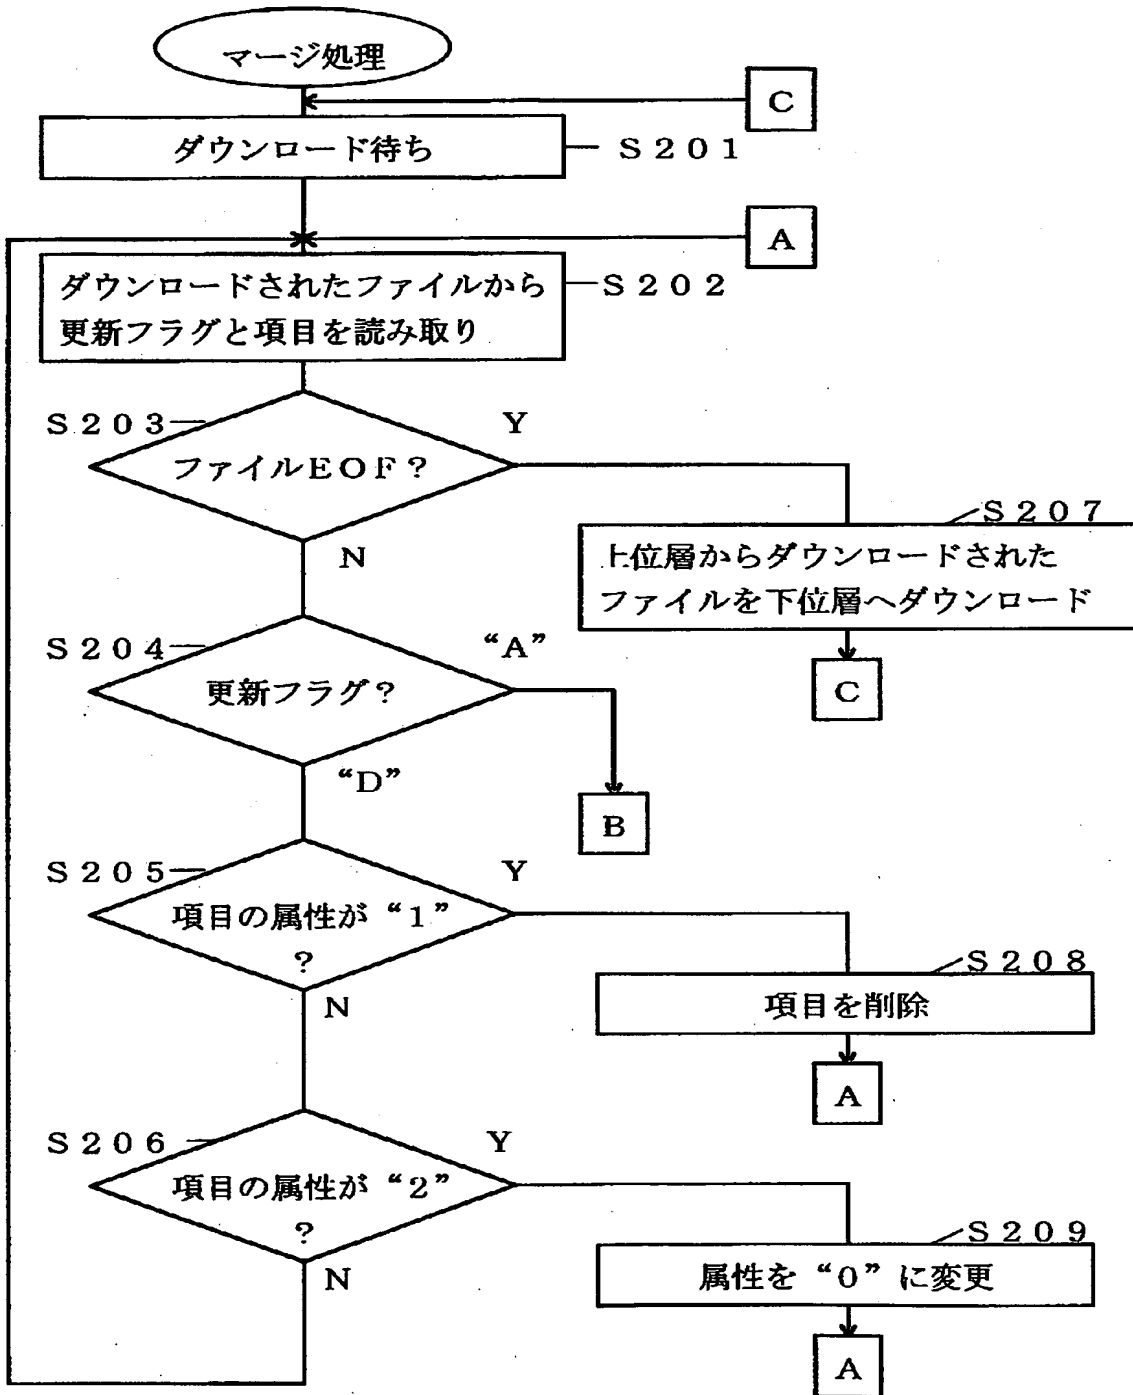 マージ処理
C
ダウンロード待ち
S201
A
ダウンロードされたファイルから
更新フラグと項目を読み取り
S202
S203
Y
ファイルEOF?
N
S207
上位層からダウンロードされた
ファイルを下位層へダウンロード
C
S204
“A”
更新フラグ?
“D”
B
S205
Y
項目の属性が“1”
?
N
S208
項目を削除
A
S206
Y
項目の属性が“2”
?
N
S209
属性を“0”に変更
A